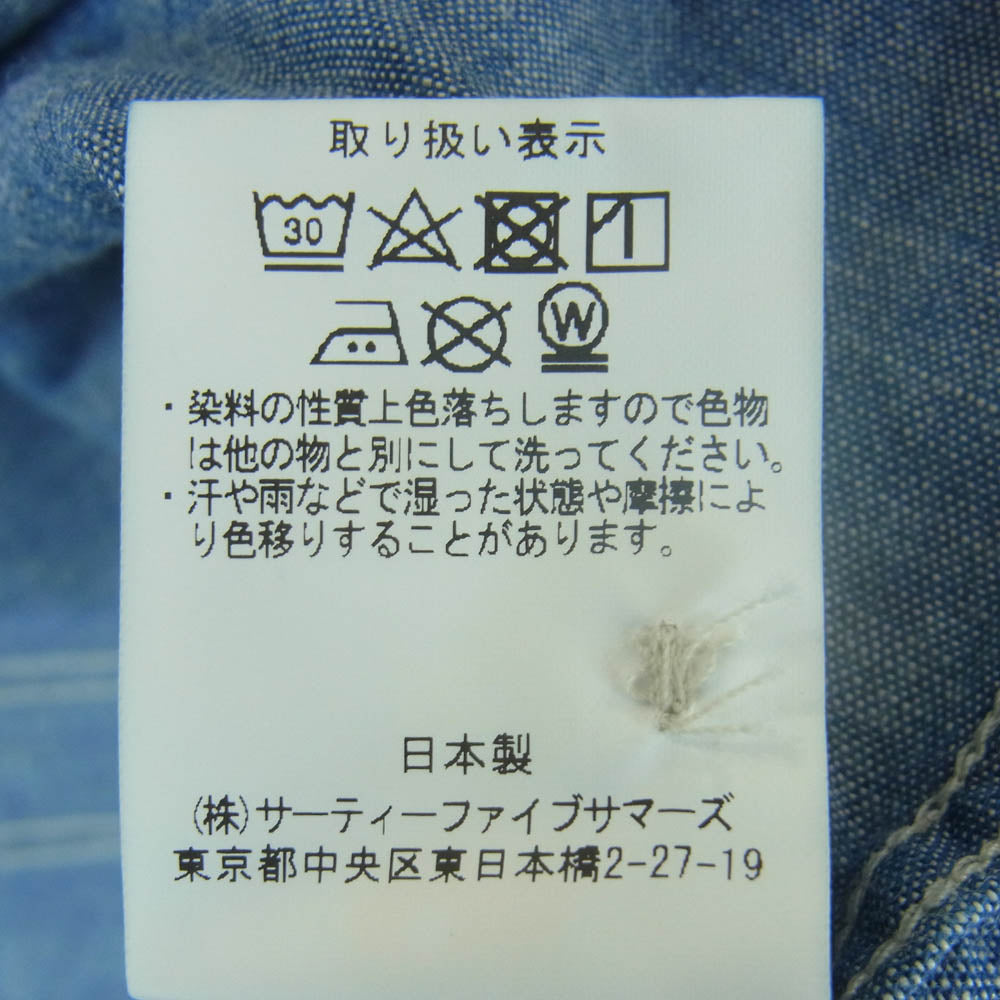 取り扱い表示
30
W
・染料の性質上色落ちしますので色物
は他の物と別にして洗ってください。
・汗や雨などで湿った状態や摩擦によ
り色移りすることがあります。
日本製
(株)サーティーファイブサマーズ
東京都中央区東日本橋2-27-19